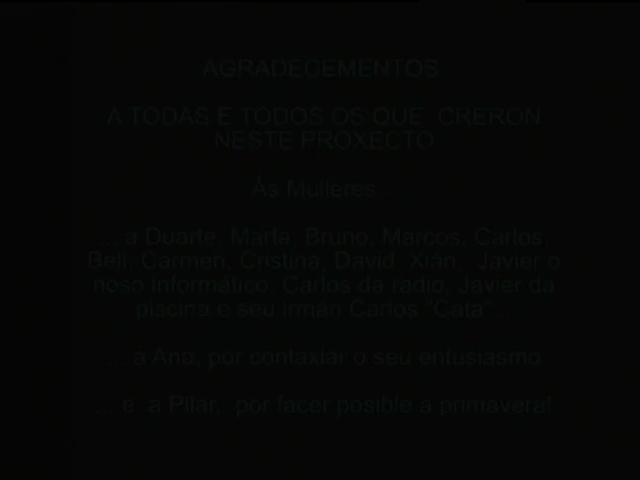 AGRADECEMENTOS
A TODAS E TODOS OS QUE CRERON
NESTE PROXECTO
Ás Mulleres...
... a Duarte, Marta, Bruno, Marcos, Carlos
Bell, Carmen, Cristina, David, Xián, Javier o
noso informático, Carlos da radio, Javier da
piscina e seu irmán Carlos "Cata"...
... a Ana, por contaxiar o seu entusiasmo
... e a Pilar, por facer posible a primavera!